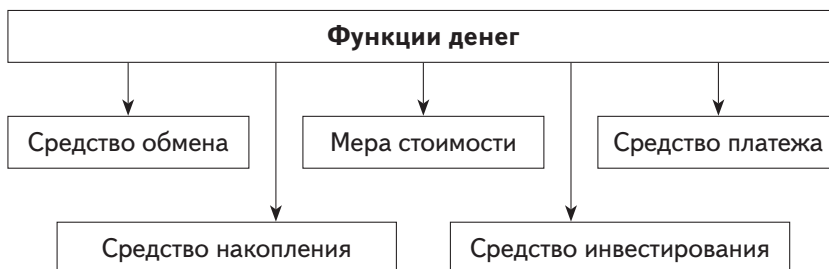 Функции денег
Средство обмена
Мера стоимости
Средство платежа
Средство накопления
Средство инвестирования